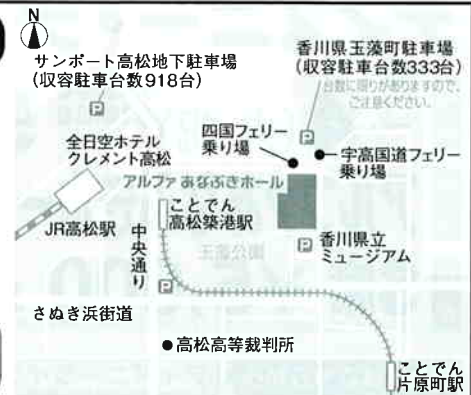 N
サンポート高松地下駐車場
(収容駐車台数918台)
P
香川県玉藻町駐車場
(収容駐車台数333台)
台数に限りがありますので、
ご注意ください。
P
全日空ホテル
クレメント高松
四国フェリー
乗り場
宇高国道フェリー
乗り場
アルファあなぶきホール
JR高松駅
ことでん
高松築港駅
中央通り
玉藻公園
P
香川県立
ミュージアム
P
さぬき浜街道
高松高等裁判所
ことでん
片原町駅